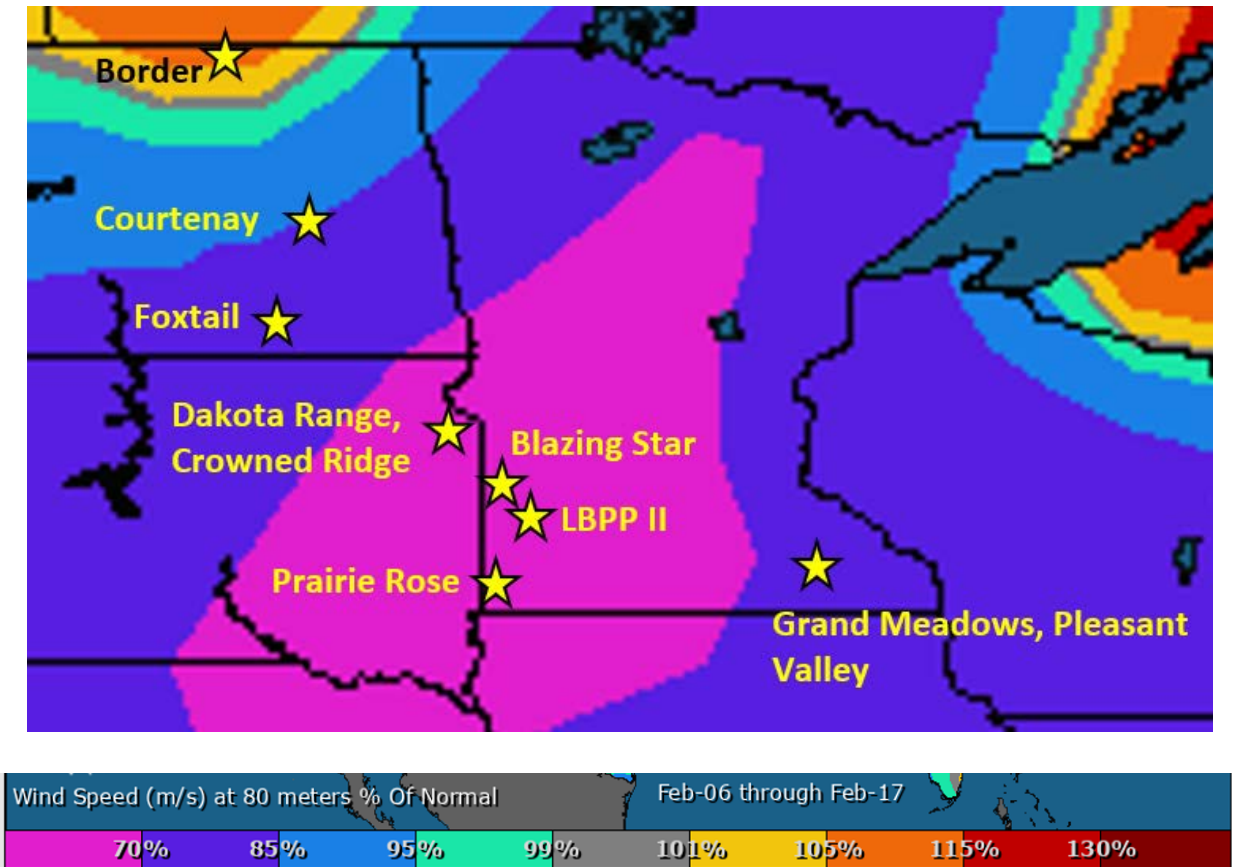 Border
Courtenay
Foxtail
Dakota Range,
Crowned Ridge
Blazing Star
LBPP II
Prairie Rose
Grand Meadows, Pleasant
Valley
Wind Speed (m/s) at 80 meters % Of Normal
Feb-06 through Feb-17
70% 85% 95% 99% 101% 105% 115% 130%